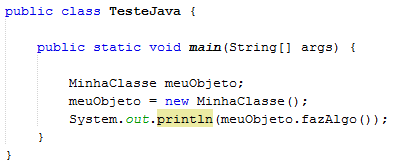 public class TesteJava {
public static void main(String[] args) {
MinhaClasse meuObjeto;
meuObjeto = new MinhaClasse();
System.out.println(meuObjeto.fazAlgo());
}
}